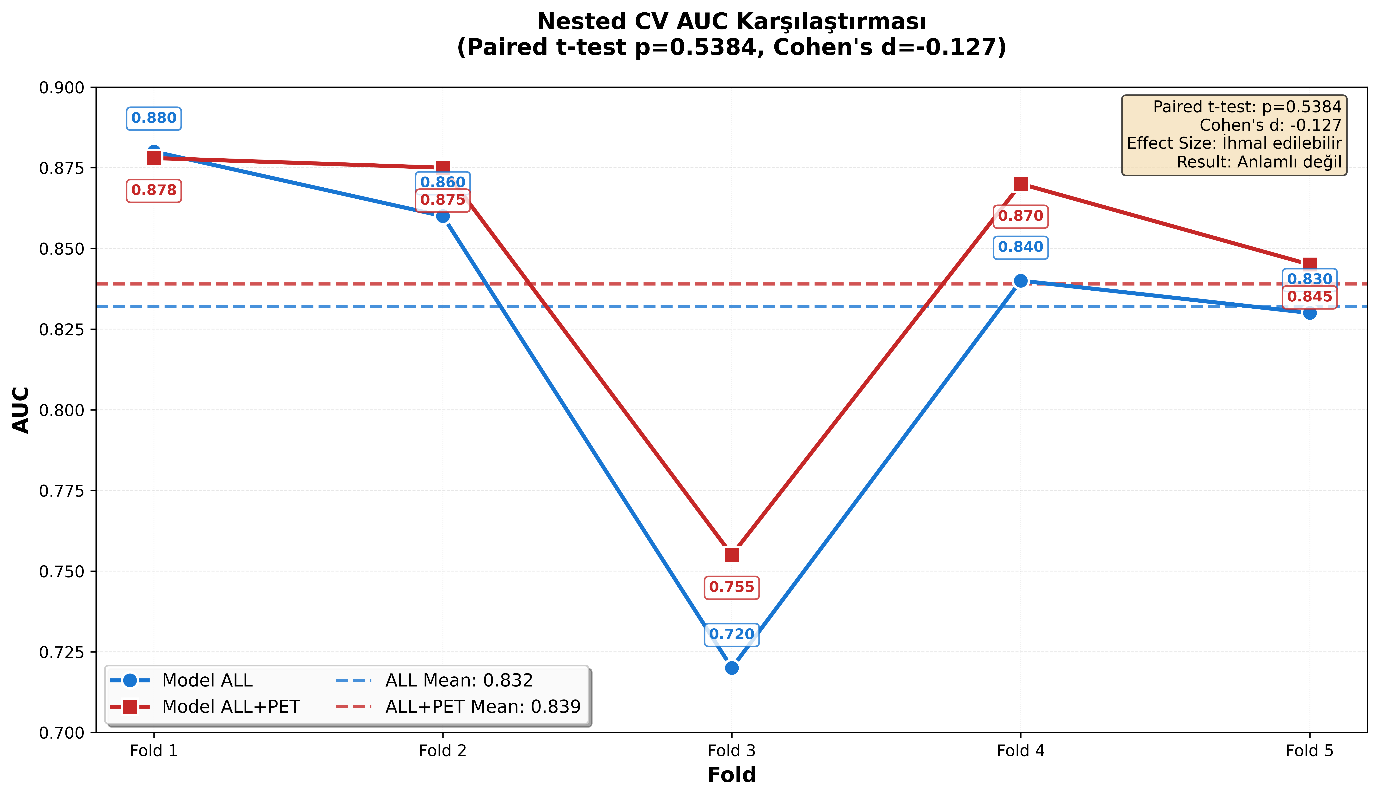 Nested CV AUC Karşılaştırması
(Paired t-test p=0.5384, Cohen's d=-0.127)
AUC
0.900
0.875
0.850
0.825
0.800
0.775
0.750
0.725
0.700
0.880
0.878
0.860
0.875
0.755
0.720
0.870
0.840
0.830
0.845
Paired t-test: p=0.5384
Cohen's d: -0.127
Effect Size: İhmal edilebilir
Result: Anlamlı değil
Model ALL
Model ALL+PET
ALL Mean: 0.832
ALL+PET Mean: 0.839
Fold 1
Fold 2
Fold 3
Fold 4
Fold 5
Fold